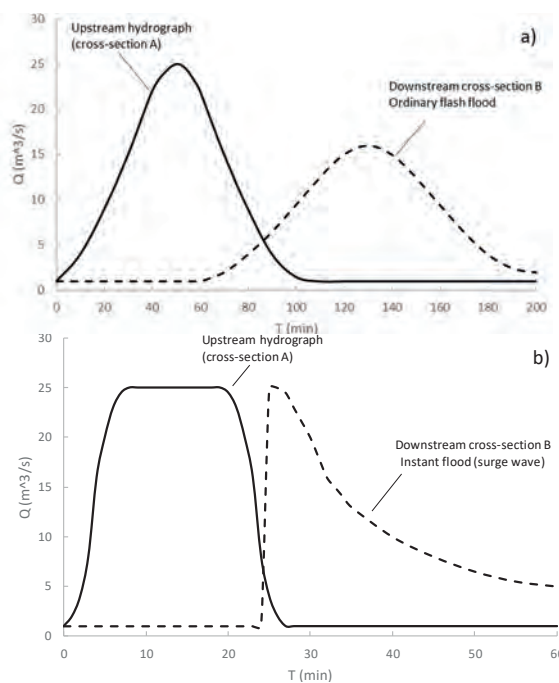 30
25
20
15
10
5
0
Q (m^3/s)
Upstream hydrograph
(cross-section A)
a)
Downstream cross-section B
Ordinary flash flood
0 20 40 60 80 100 120 140 160 180 200
T (min)
30
25
20
15
10
5
0
Q (m^3/s)
Upstream hydrograph
(cross-section A)
b)
Downstream cross-section B
Instant flood (surge wave)
0 10 20 30 40 50 60
T (min)